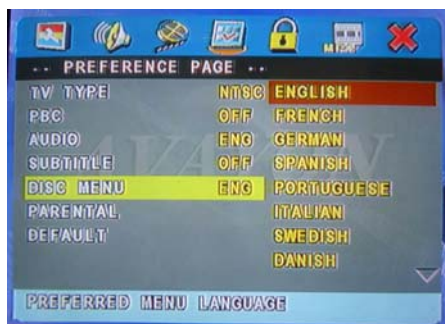 -- PREFERENCE PAGE --
TV TYPE NTSC ENGLISH
PBC OFF FRENCH
AUDIO ENG GERMAN
SUBTITLE OFF SPANISH
DISC MENU ENG PORTUGUESE
PARENTAL ITALIAN
DEFAULT SWEDISH
DANISH
PREFERRED MENU LANGUAGE